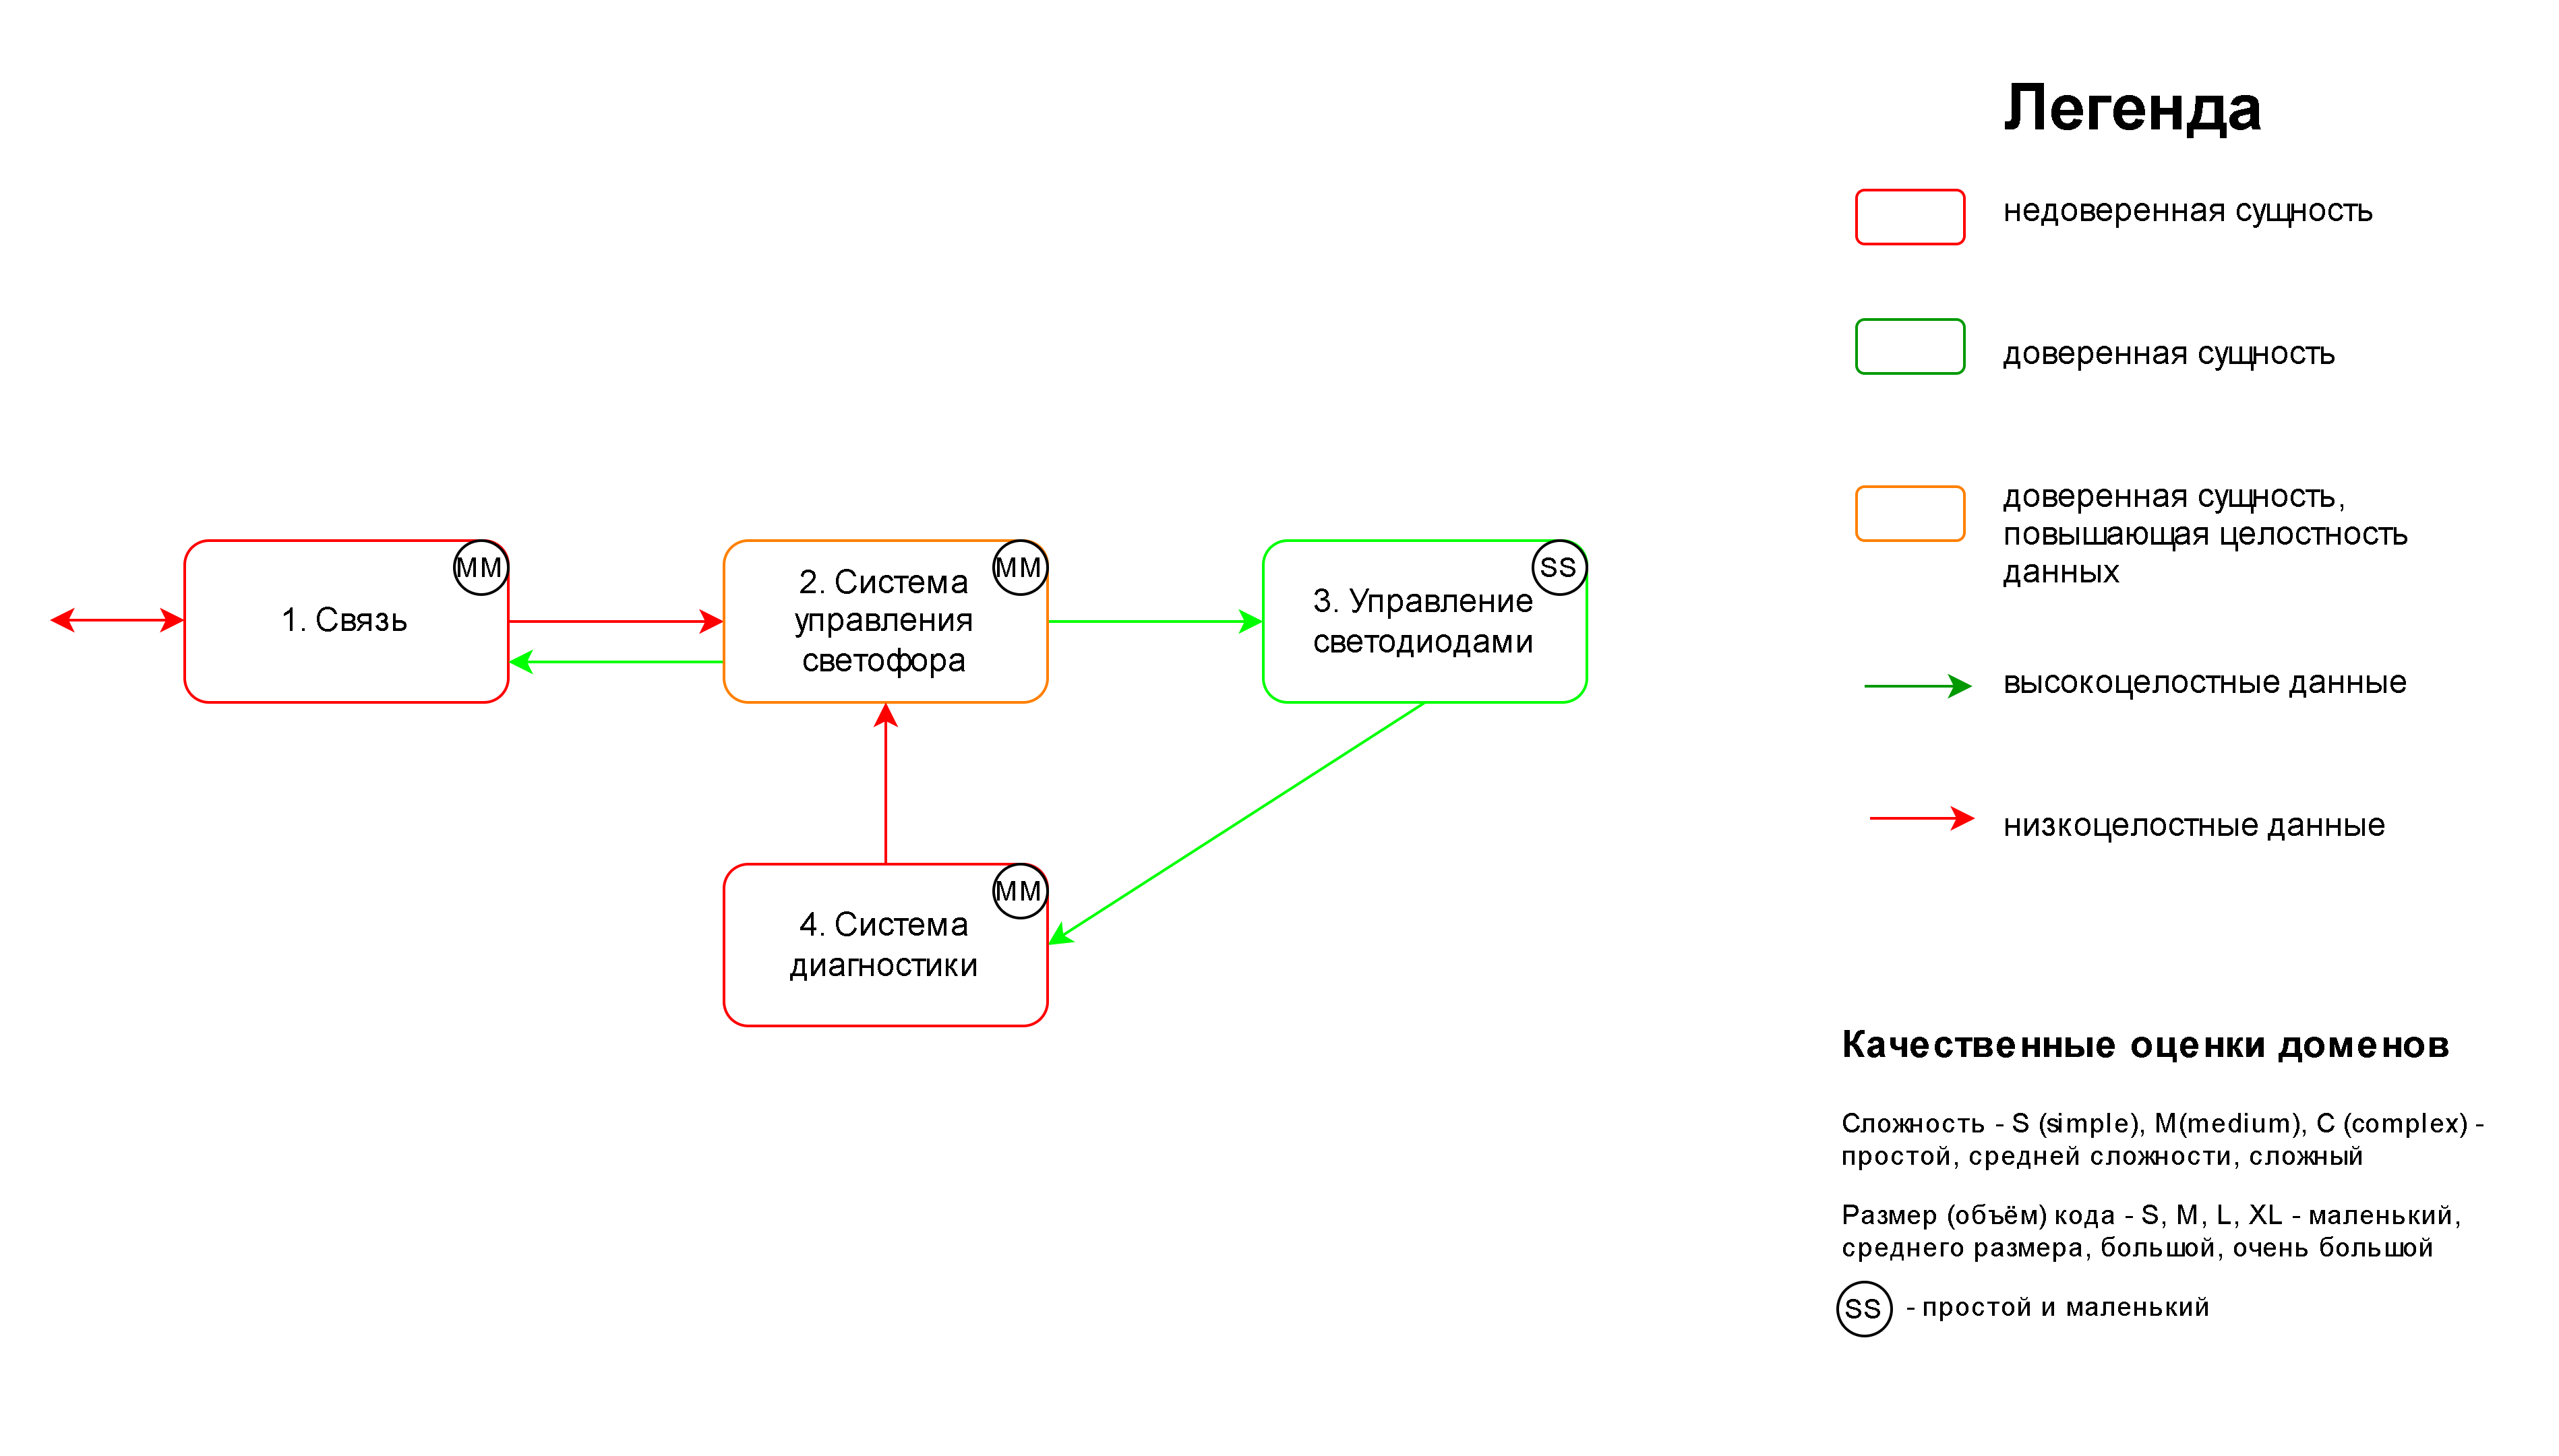 Легенда
недоверенная сущность
доверенная сущность
доверенная сущность,
повышающая целостность
данных
высокоцелостные данные
низкоцелостные данные
1. Связь
MM
2. Система
управления
светофора
MM
3. Управление
светодиодами
SS
4. Система
диагностики
MM
Качественные оценки доменов
Сложность - S (simple), M(medium), C (complex) -
простой, средней сложности, сложный
Размер (объём) кода - S, M, L, XL - маленький,
среднего размера, большой, очень большой
SS - простой и маленький